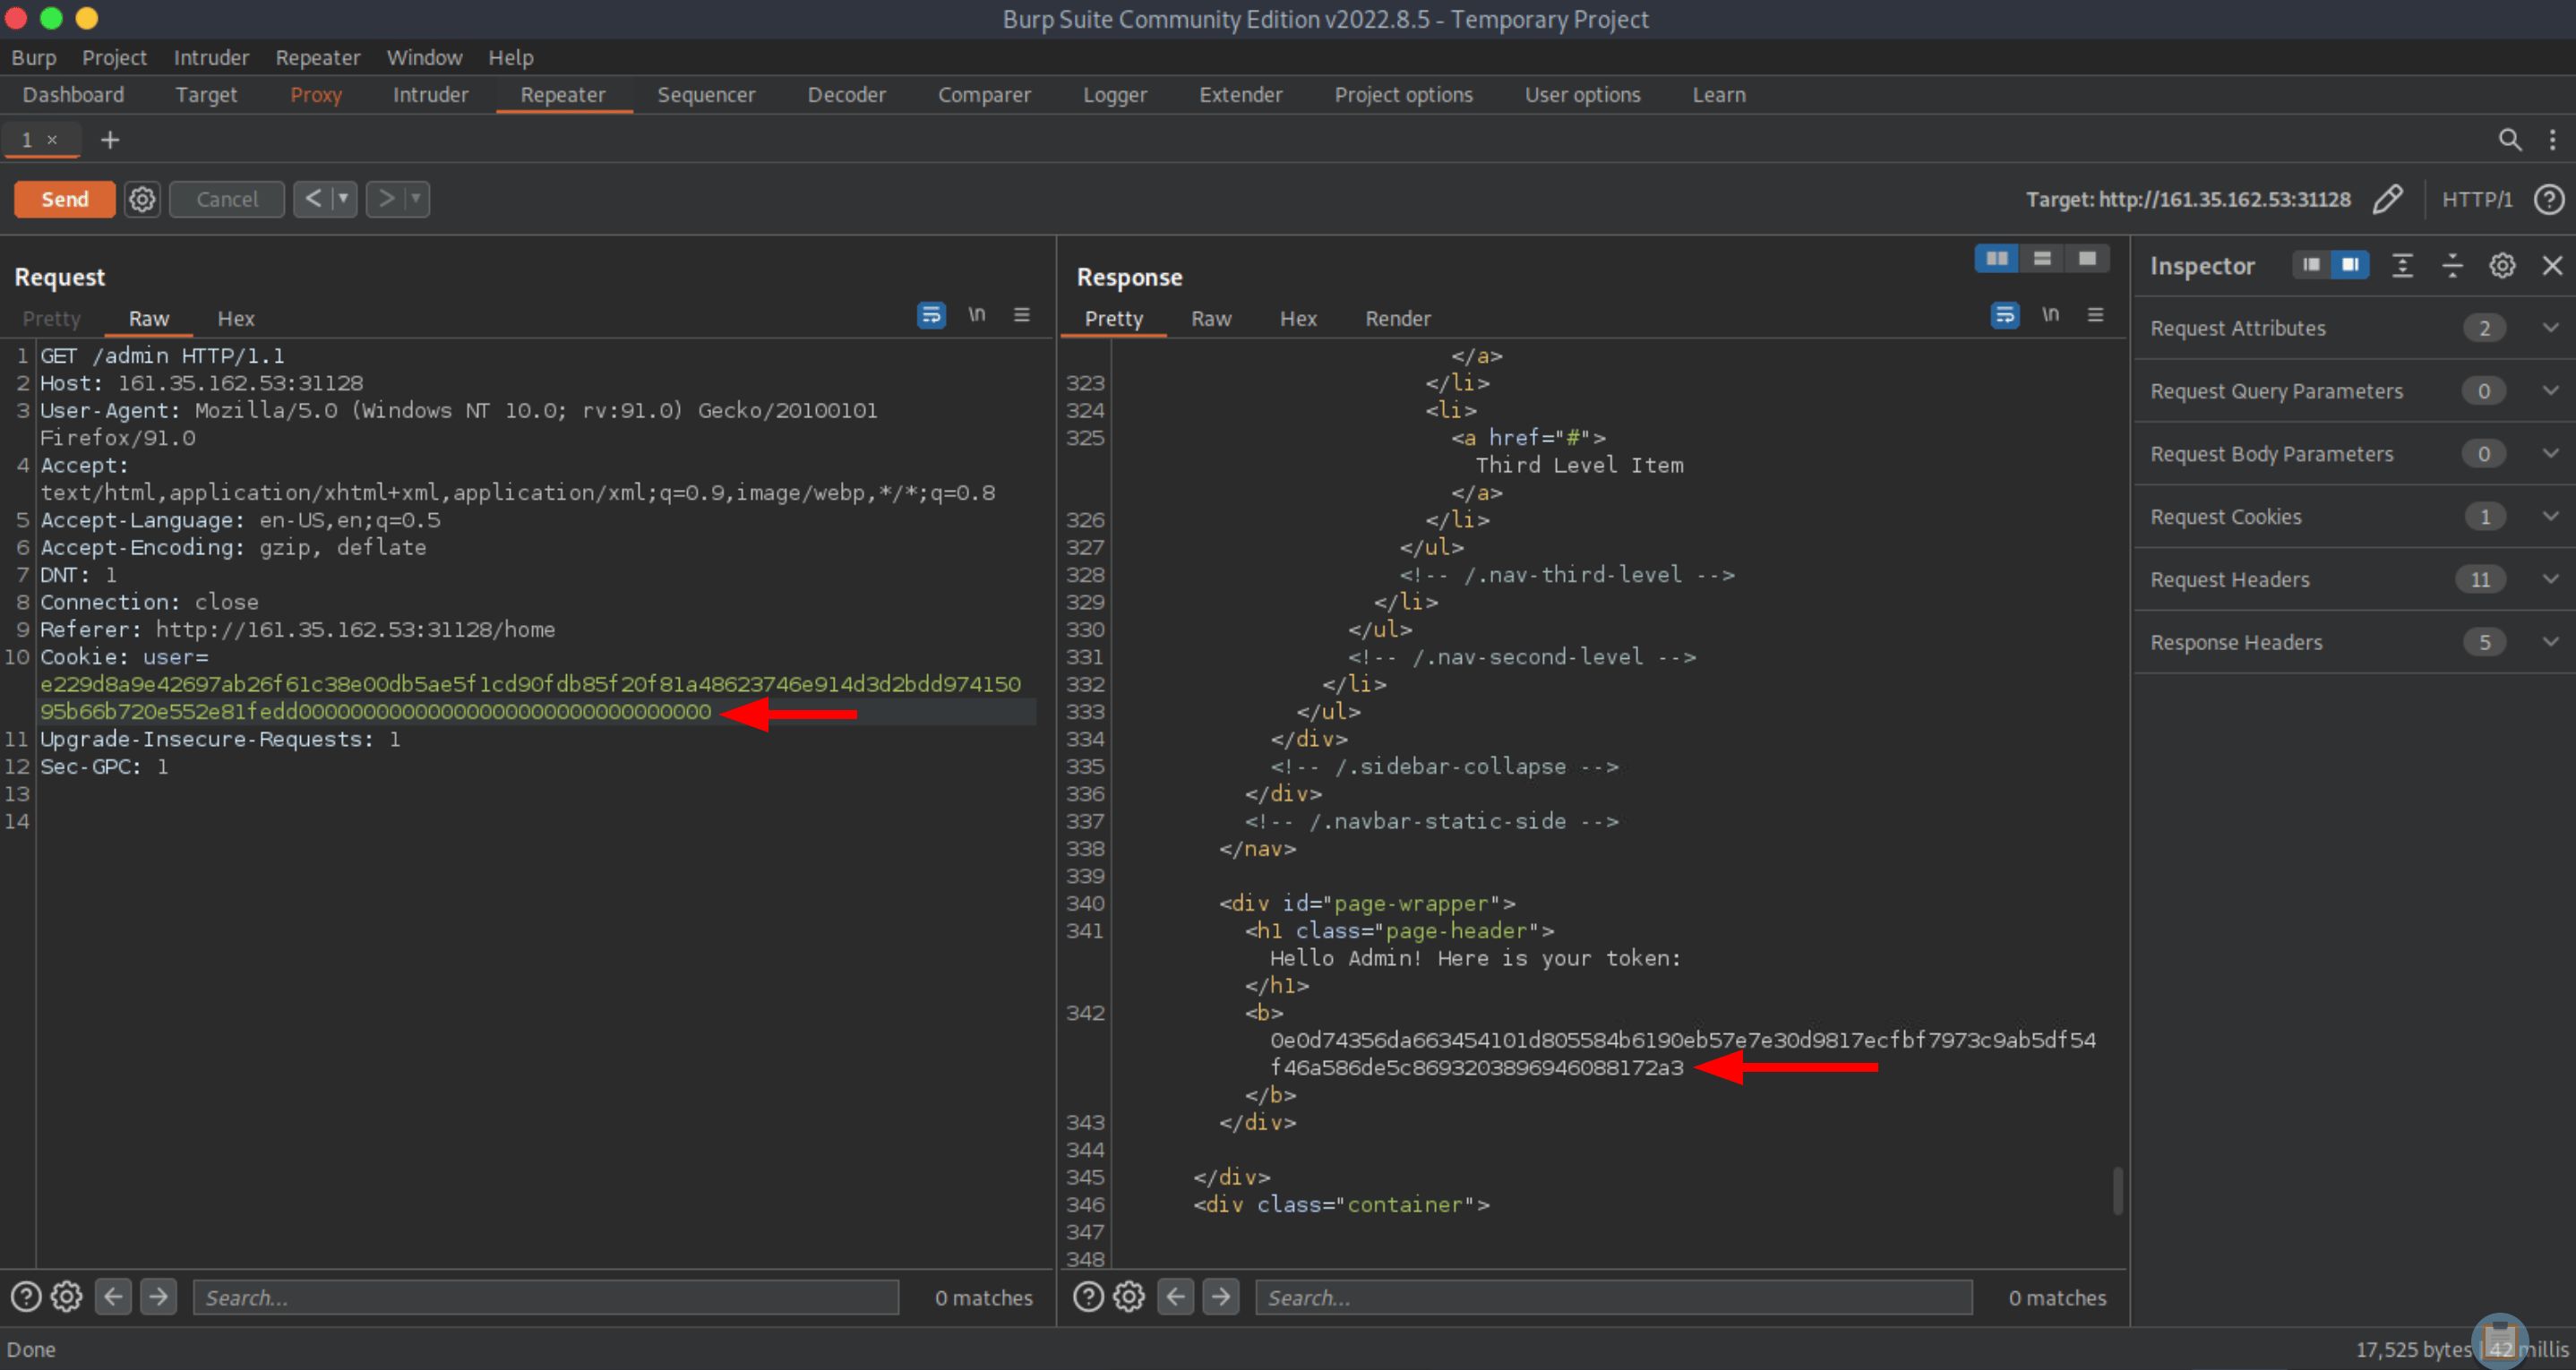 Burp Suite Community Edition v2022.8.5 - Temporary Project
Burp Project Intruder Repeater Window Help
Dashboard Target Proxy Intruder Repeater Sequencer Decoder Comparer Logger Extender Project options User options Learn
1 × +
Send Cancel < > Target: http://161.35.162.53:31128 HTTP/1 ?
Request
Pretty Raw Hex \n
1 GET /admin HTTP/1.1
2 Host: 161.35.162.53:31128
3 User-Agent: Mozilla/5.0 (Windows NT 10.0; rv:91.0) Gecko/20100101
Firefox/91.0
4 Accept:
text/html,application/xhtml+xml,application/xml;q=0.9,image/webp,*/*;q=0.8
5 Accept-Language: en-US,en;q=0.5
6 Accept-Encoding: gzip, deflate
7 DNT: 1
8 Connection: close
9 Referer: http://161.35.162.53:31128/home
10 Cookie: user=
e229d8a9e42697ab26f61c38e00db5ae5f1cd90fdb85f20f81a48623746e914d3d2bdd974150
95b66b720e552e81fedd00000000000000000000000000000000
11 Upgrade-Insecure-Requests: 1
12 Sec-GPC: 1
13
14
? Search... 0 matches
Response
Pretty Raw Hex Render \n
</a>
323 </li>
324 <li>
325 <a href="#">
Third Level Item
</a>
326 </li>
327 </ul>
328 <!-- /.nav-third-level -->
329 </li>
330 </ul>
331 <!-- /.nav-second-level -->
332 </li>
333 </ul>
334 </div>
335 <!-- /.sidebar-collapse -->
336 </div>
337 <!-- /.navbar-static-side -->
338 </nav>
339
340 <div id="page-wrapper">
341 <h1 class="page-header">
Hello Admin! Here is your token:
</h1>
342 <b>
0e0d74356da663454101d805584b6190eb57e7e30d9817ecfbf7973c9ab5df54
f46a586de5c8693203896946088172a3
</b>
343 </div>
344
345 </div>
346 <div class="container">
347
348
? Search... 0 matches
Inspector
Request Attributes 2
Request Query Parameters 0
Request Body Parameters 0
Request Cookies 1
Request Headers 11
Response Headers 5
Done
17,525 bytes | 42 millis